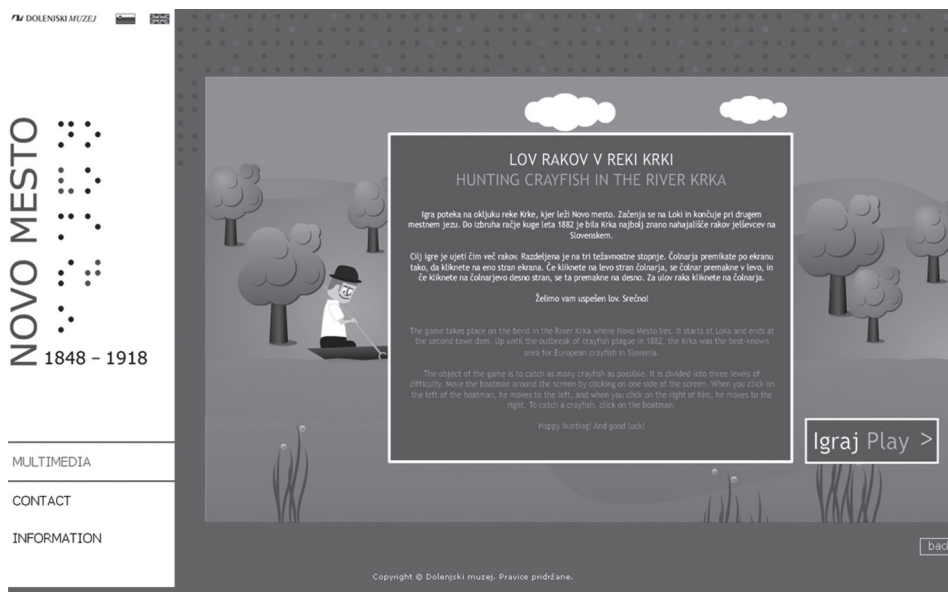 DOLENJSKI MUZEJ
NOVO MESTO
1848 – 1918
MULTIMEDIA
CONTACT
INFORMATION
LOV RAKOV V REKI KRKI
HUNTING CRAYFISH IN THE RIVER KRKA
Igra poteka na okljuku reke Krke, kjer leži Novo mesto. Začenja se na Loki in končuje pri drugem
mestnem jezu. Do izbruha račje kuge leta 1882 je bila Krka najbolj znano nahajališče rakov jelševcev na
Slovenskem.
Cilj igre je ujeti čim več rakov. Razdeljena je na tri težavnostne stopnje. Čolnarja premikate po ekranu
tako, da kliknete na eno stran ekrana. Če kliknete na levo stran čolnarja, se čolnar premakne v levo, in
če kliknete na čolnarjevo desno stran, se ta premakne na desno. Za ulov raka kliknete na čolnarja.
Želimo vam uspešen lov. Srečno!
The game takes place on the bend in the River Krka where Novo Mesto lies. It starts at Loka and ends at
the second town dam. Up until the outbreak of crayfish plague in 1882, the Krka was the best-known
area for European crayfish in Slovenia.
The object of the game is to catch as many crayfish as possible. It is divided into three levels of
difficulty. Move the boatman around the screen by clicking on one side of the screen. When you click on
the left of the boatman, he moves to the left, and when you click on the right of him, he moves to the
right. To catch a crayfish, click on the boatman.
Happy hunting! And good luck!
Igraj Play >
back
Copyright © Dolenjski muzej. Pravice pridržane.